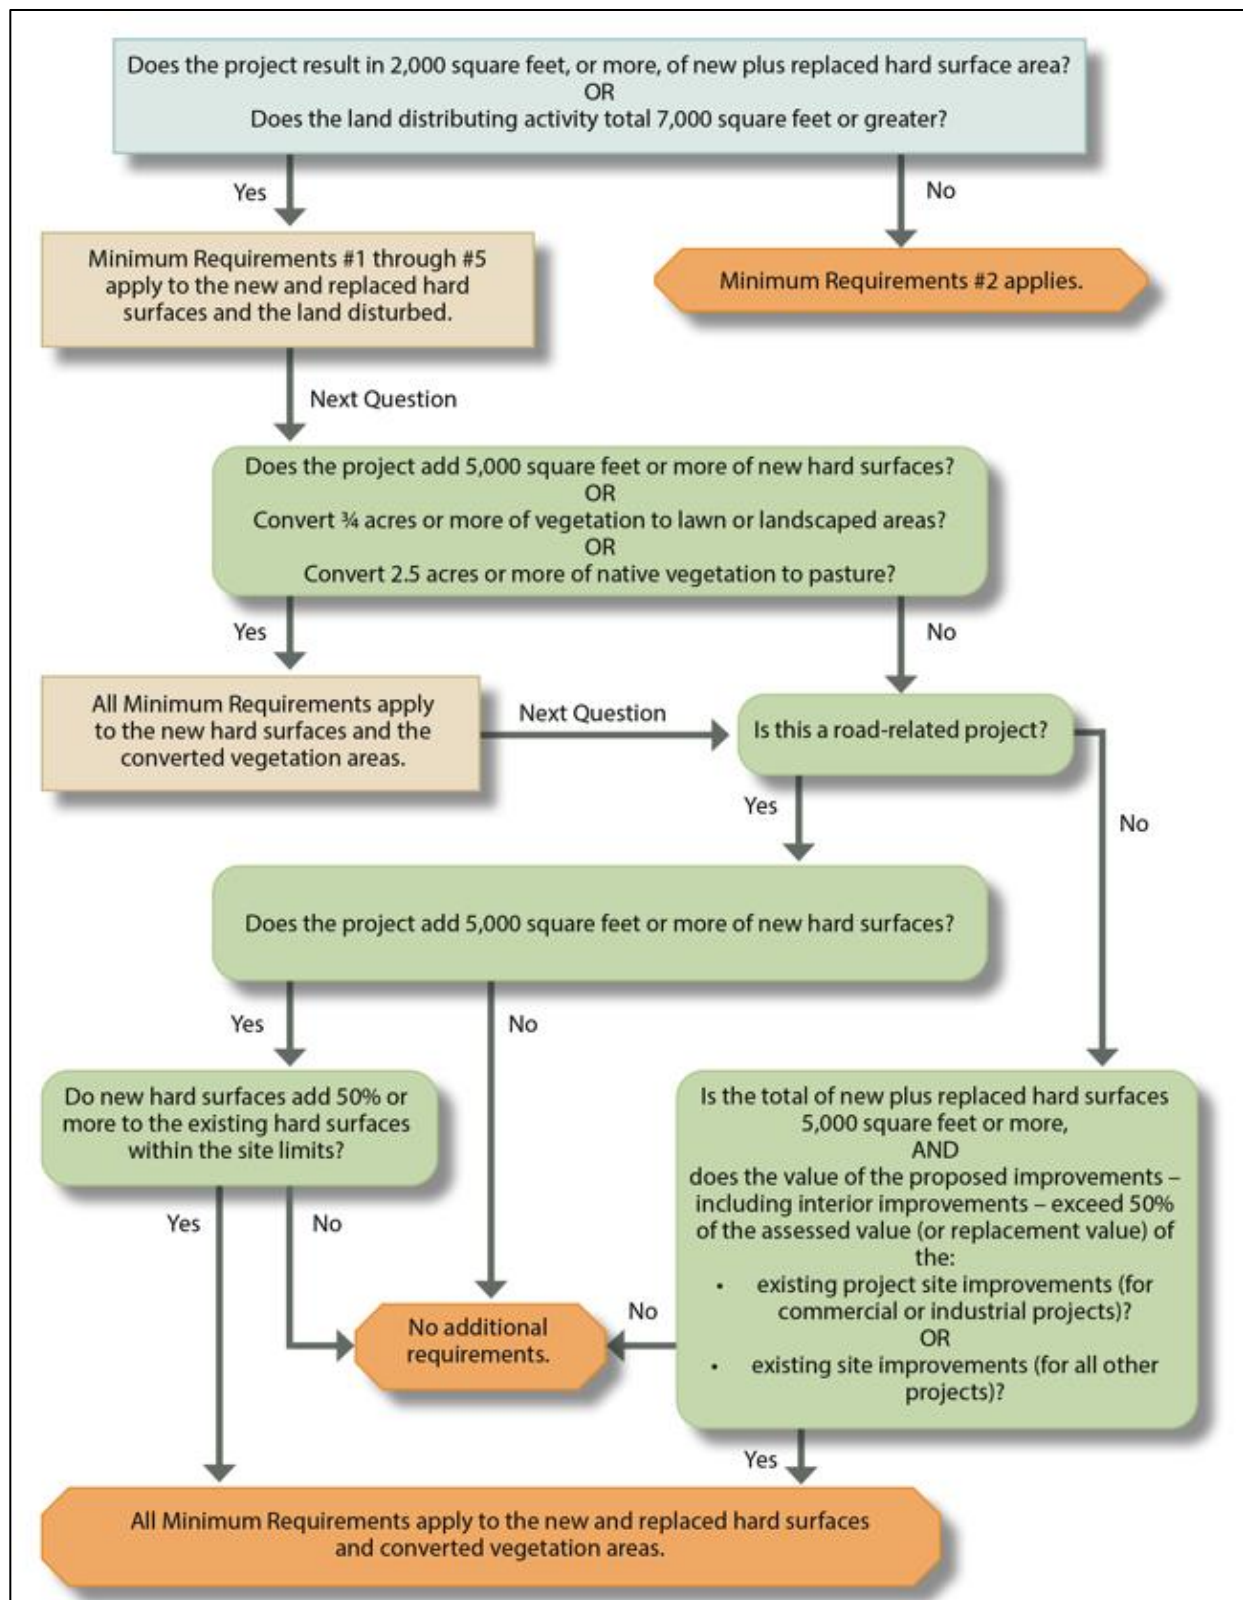 Does the project result in 2,000 square feet, or more, of new plus replaced hard surface area?
OR
Does the land distributing activity total 7,000 square feet or greater?
Yes
No
Minimum Requirements #1 through #5
apply to the new and replaced hard
surfaces and the land disturbed.
Minimum Requirements #2 applies.
Next Question
Does the project add 5,000 square feet or more of new hard surfaces?
OR
Convert ¾ acres or more of vegetation to lawn or landscaped areas?
OR
Convert 2.5 acres or more of native vegetation to pasture?
Yes
No
All Minimum Requirements apply
to the new hard surfaces and the
converted vegetation areas.
Next Question
Is this a road-related project?
Yes
No
Does the project add 5,000 square feet or more of new hard surfaces?
Yes
No
Do new hard surfaces add 50% or
more to the existing hard surfaces
within the site limits?
Is the total of new plus replaced hard surfaces
5,000 square feet or more,
AND
does the value of the proposed improvements –
including interior improvements – exceed 50%
of the assessed value (or replacement value) of
the:
• existing project site improvements (for
commercial or industrial projects)?
OR
• existing site improvements (for all other
projects)?
Yes
No
No
No additional
requirements.
Yes
All Minimum Requirements apply to the new and replaced hard surfaces
and converted vegetation areas.